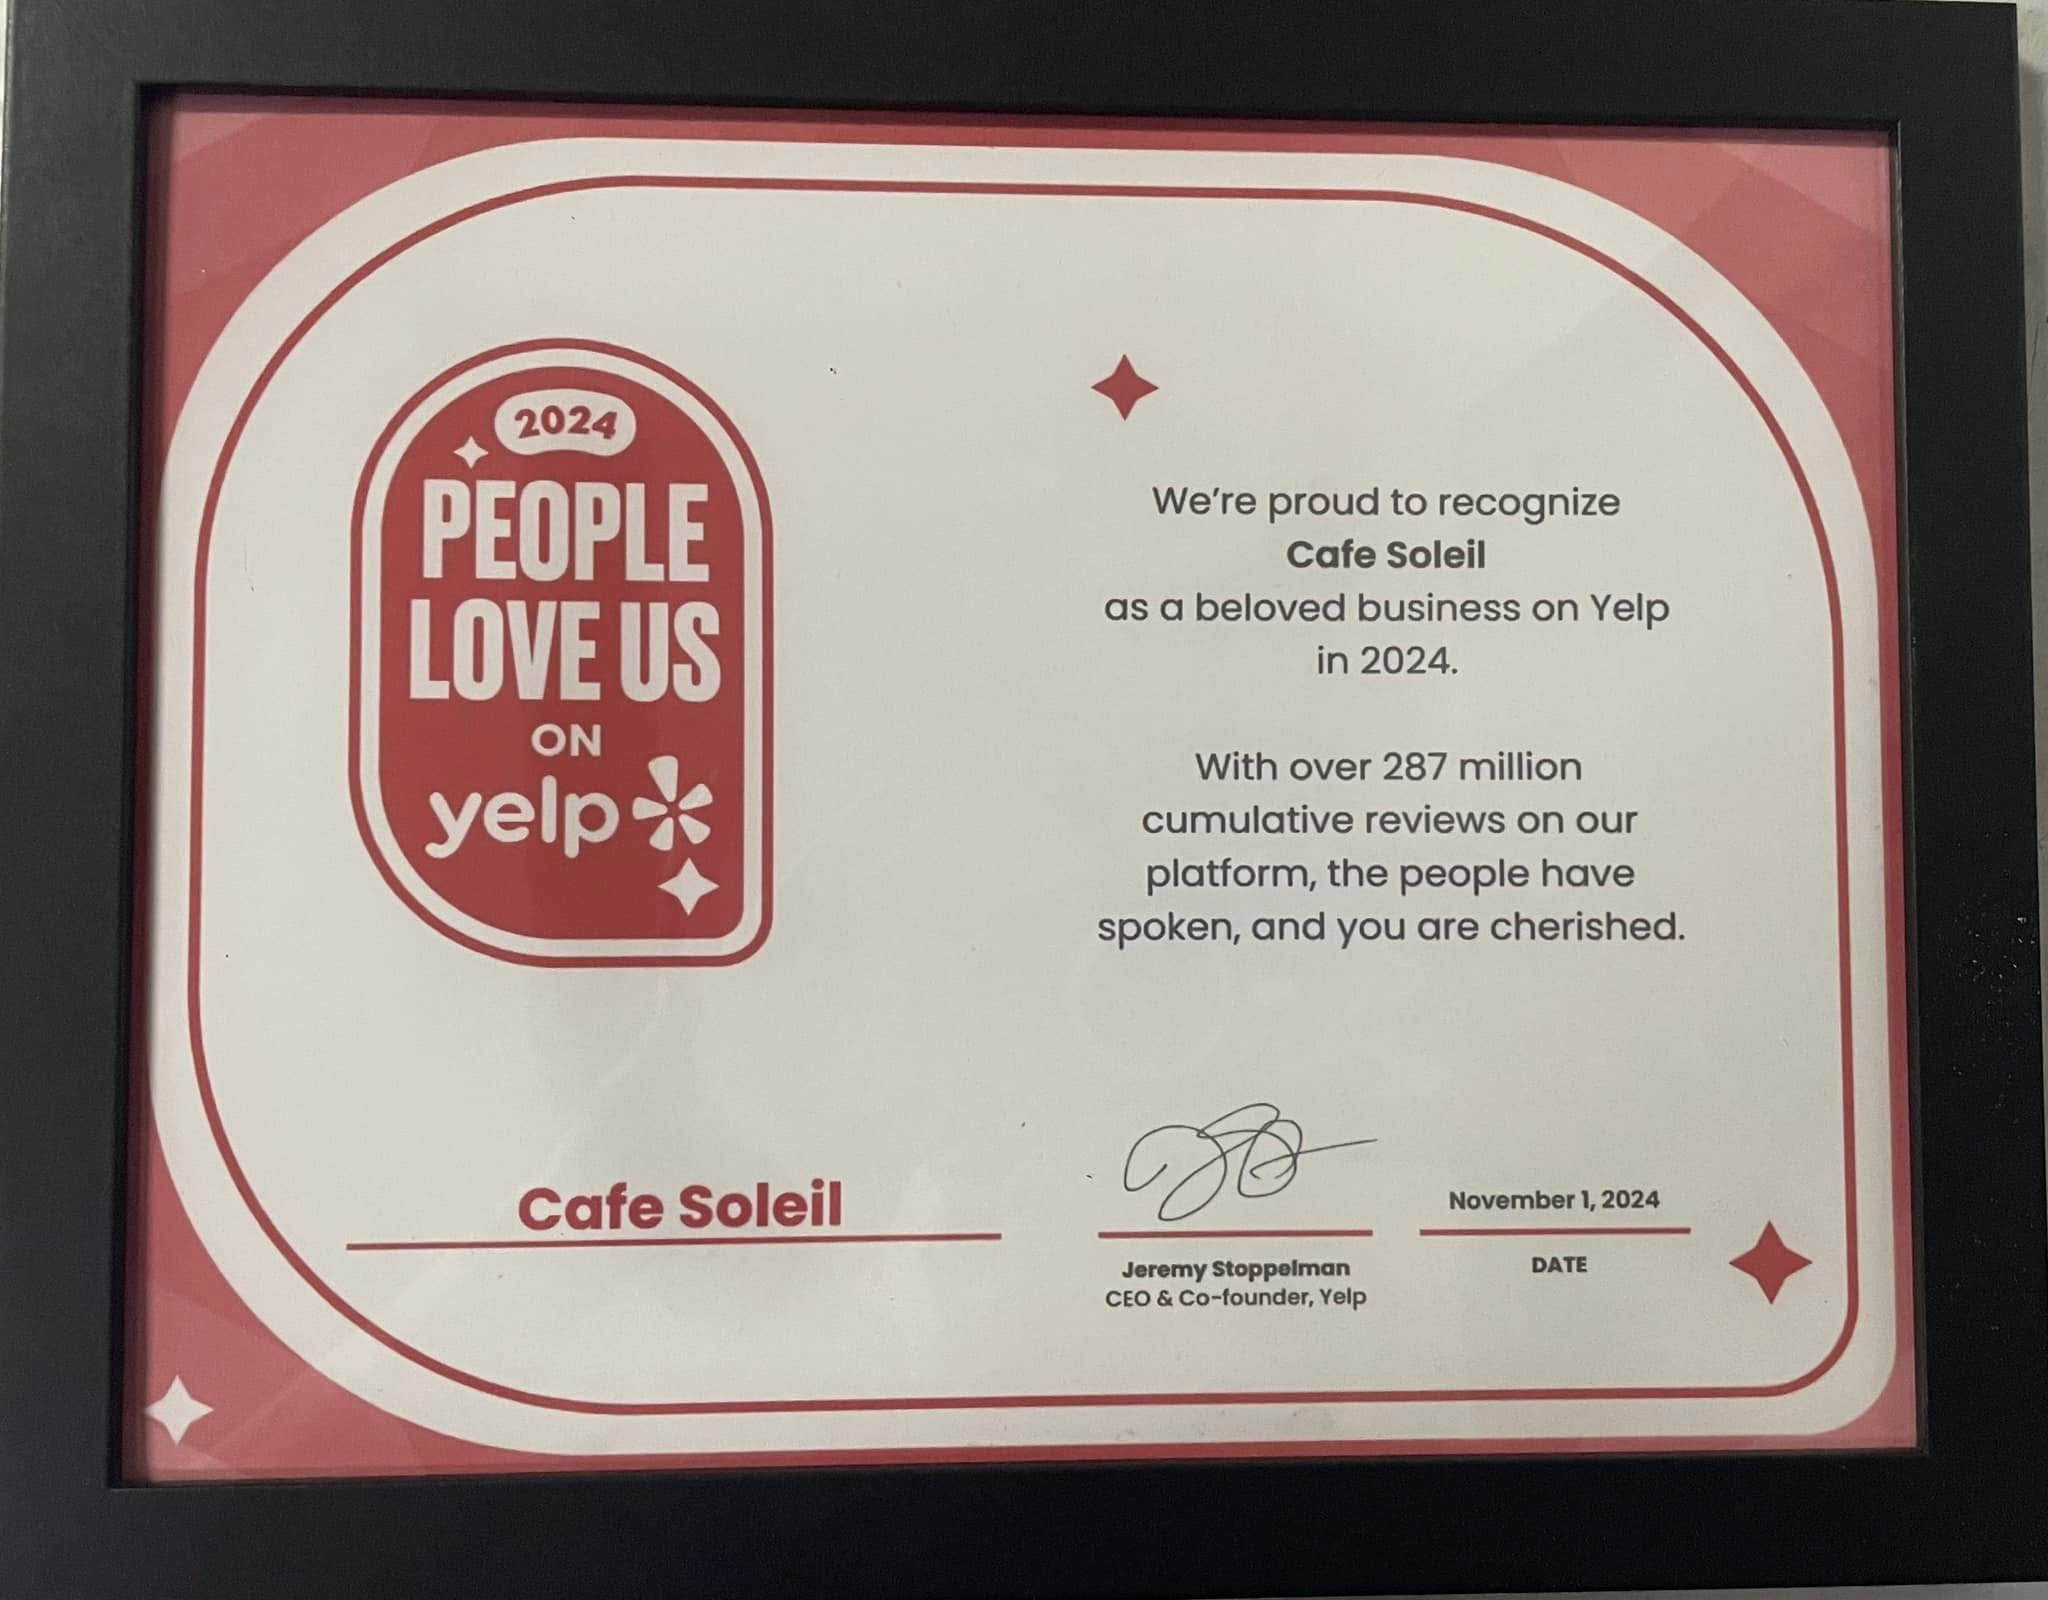 2024
PEOPLE
LOVE US
ON
yelp
We're proud to recognize
Cafe Soleil
as a beloved business on Yelp
in 2024.
With over 287 million
cumulative reviews on our
platform, the people have
spoken, and you are cherished.
Cafe Soleil
November 1, 2024
Jeremy Stoppelman
CEO & Co-founder, Yelp
DATE